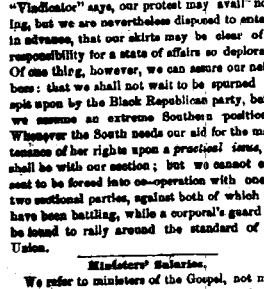 "Vindicator" says, our protest may avail no
ing, but we are nevertheless disposed to ente
in advance, that our skirts may be clear of
responsibility for a state of affairs so deplora
Of one thing, however, we can assure our nei
bors: that we shall not wait to be spurned
spit upon by the Black Republican party, be
we assume an extreme Southern position
Whenever the South needs our aid for the m
tenance of her rights upon a practical issue,
shall be with our section; but we cannot c
sent to be forced into co-operation with one
two sectional parties, against both of which
have been battling, while a corporal's guard
be found to rally around the standard of
Union.
Ministers' Salaries.
We refer to ministers of the Gospel, not m